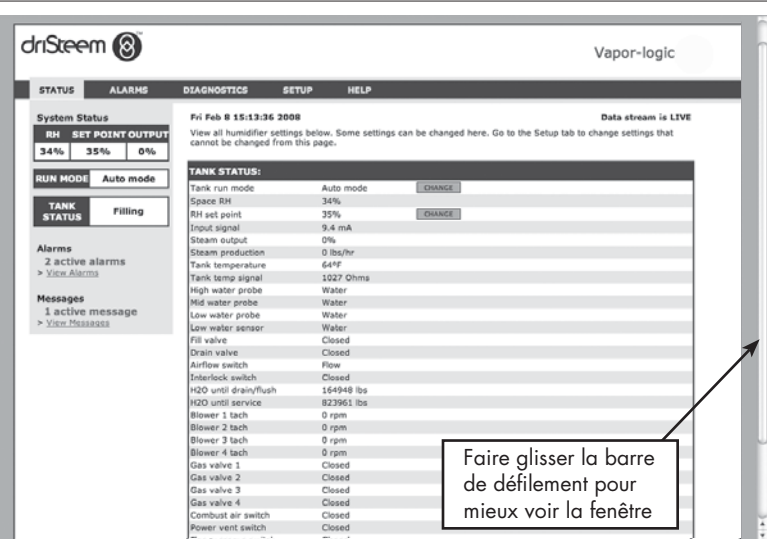 driSteem
Vapor-logic
STATUS ALARMS DIAGNOSTICS SETUP HELP
System Status
RH SET POINT OUTPUT
34% 35% 0%
RUN MODE Auto mode
TANK STATUS Filling
Alarms
2 active alarms
> View Alarms
Messages
1 active message
> View Messages
Fri Feb 8 15:13:36 2008 Data stream is LIVE
View all humidifier settings below. Some settings can be changed here. Go to the Setup tab to change settings that
cannot be changed from this page.
TANK STATUS:
Tank run mode Auto mode CHANGE
Space RH 34%
RH set point 35% CHANGE
Input signal 9.4 mA
Steam output 0%
Steam production 0 lbs/hr
Tank temperature 64°F
Tank temp signal 1027 Ohms
High water probe Water
Mid water probe Water
Low water probe Water
Low water sensor Water
Fill valve Closed
Drain valve Closed
Airflow switch Flow
Interlock switch Closed
H2O until drain/flush 164948 lbs
H2O until service 823961 lbs
Blower 1 tach 0 rpm
Blower 2 tach 0 rpm
Blower 3 tach 0 rpm
Blower 4 tach 0 rpm
Gas valve 1 Closed
Gas valve 2 Closed
Gas valve 3 Closed
Gas valve 4 Closed
Combust air switch Closed
Power vent switch Closed
Faire glisser la barre
de défilement pour
mieux voir la fenêtre